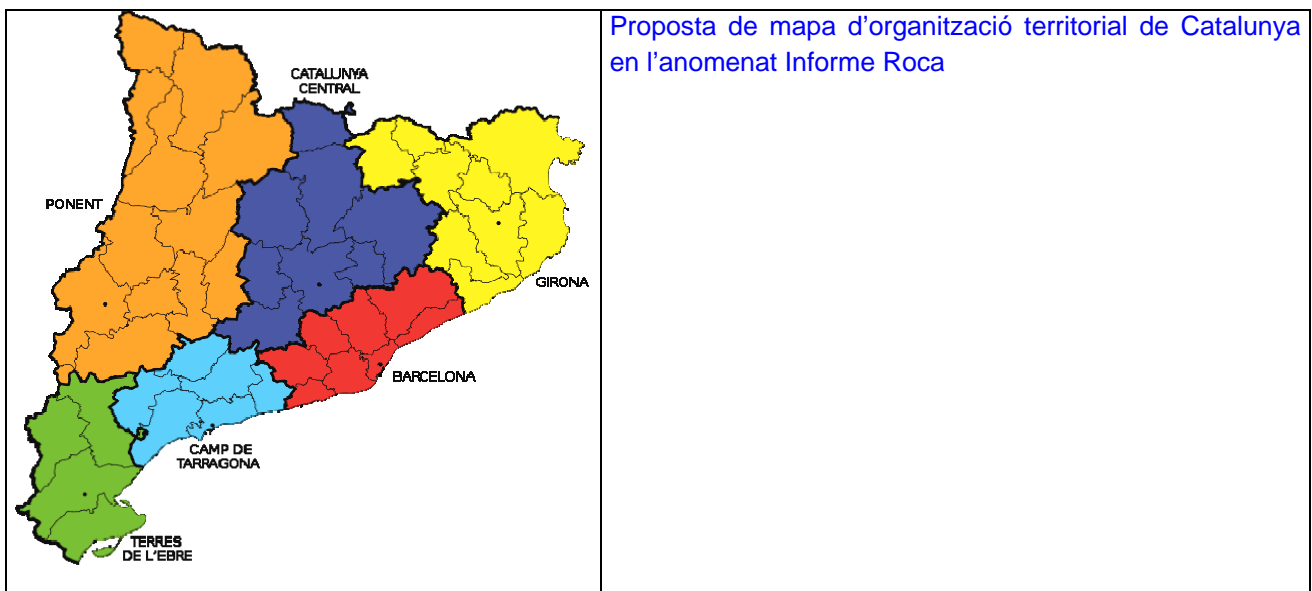 Proposta de mapa d'organització territorial de Catalunya
en l'anomenat Informe Roca
CATALUNYA
CENTRAL
PONENT
GIRONA
BARCELONA
CAMP DE
TARRAGONA
TERRES
DE L'EBRE